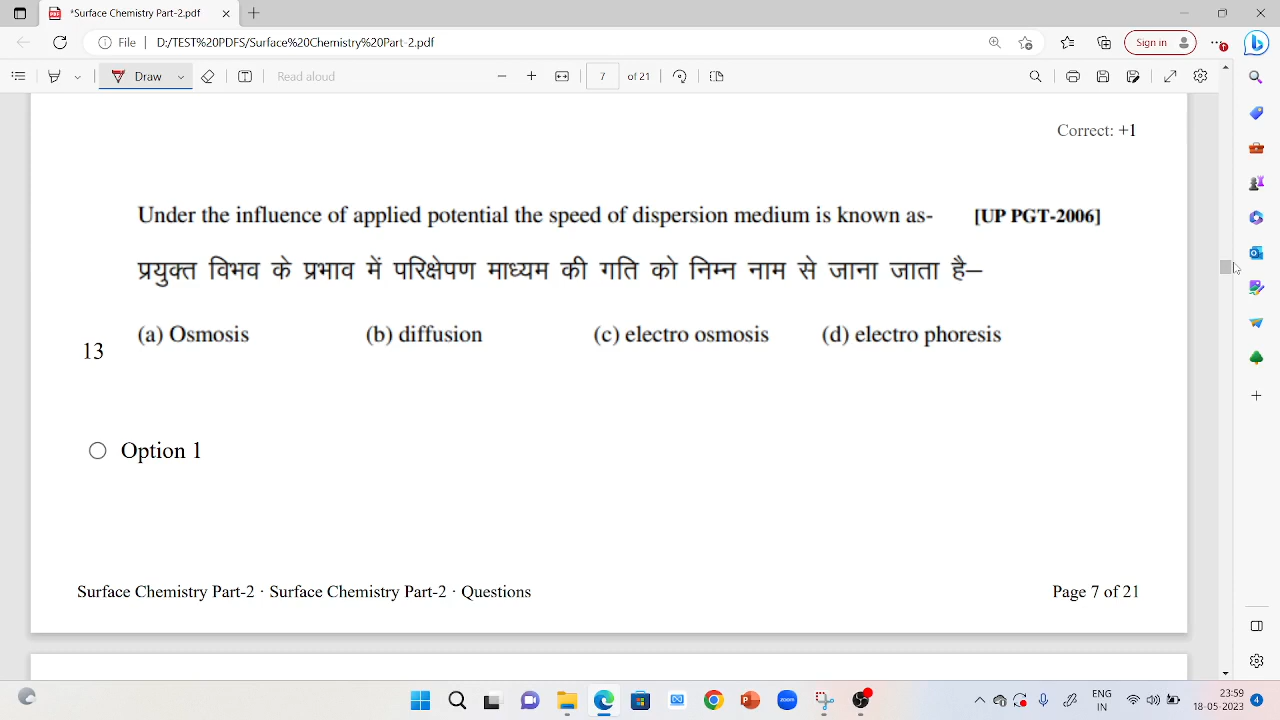 *Surface Chemistry Part-2.pdf
File | D:/TEST%20PDFS/Surface%20Chemistry%20Part-2.pdf
Sign in
Draw
Read aloud
7 of 21
Correct: +1
Under the influence of applied potential the speed of dispersion medium is known as- [UP PGT-2006]
प्रयुक्त विभव के प्रभाव में परिक्षेपण माध्यम की गति को निम्न नाम से जाना जाता है–
(a) Osmosis (b) diffusion (c) electro osmosis (d) electro phoresis
13
Option 1
Surface Chemistry Part-2 · Surface Chemistry Part-2 · Questions Page 7 of 21
ENG 23:59
IN 18-05-2023 4